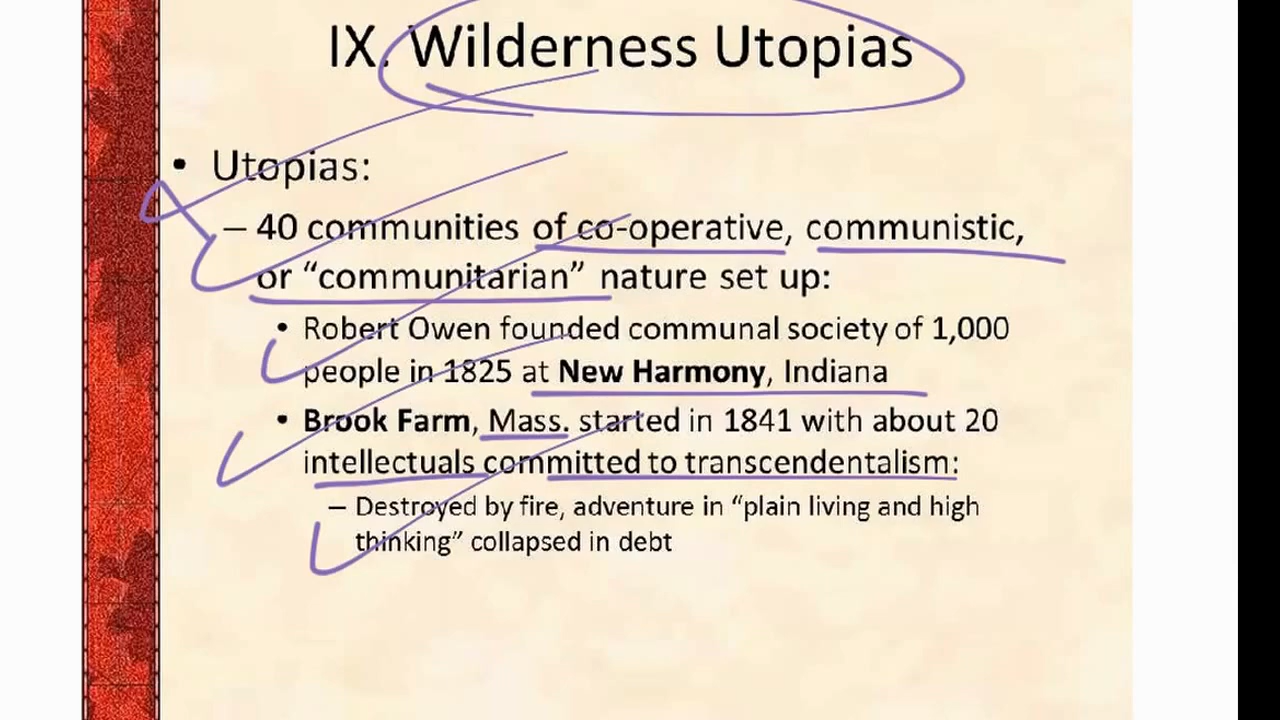 IX. Wilderness Utopias
• Utopias:
– 40 communities of co-operative, communistic,
or “communitarian” nature set up:
• Robert Owen founded communal society of 1,000
people in 1825 at New Harmony, Indiana
• Brook Farm, Mass. started in 1841 with about 20
intellectuals committed to transcendentalism:
– Destroyed by fire, adventure in “plain living and high
thinking” collapsed in debt